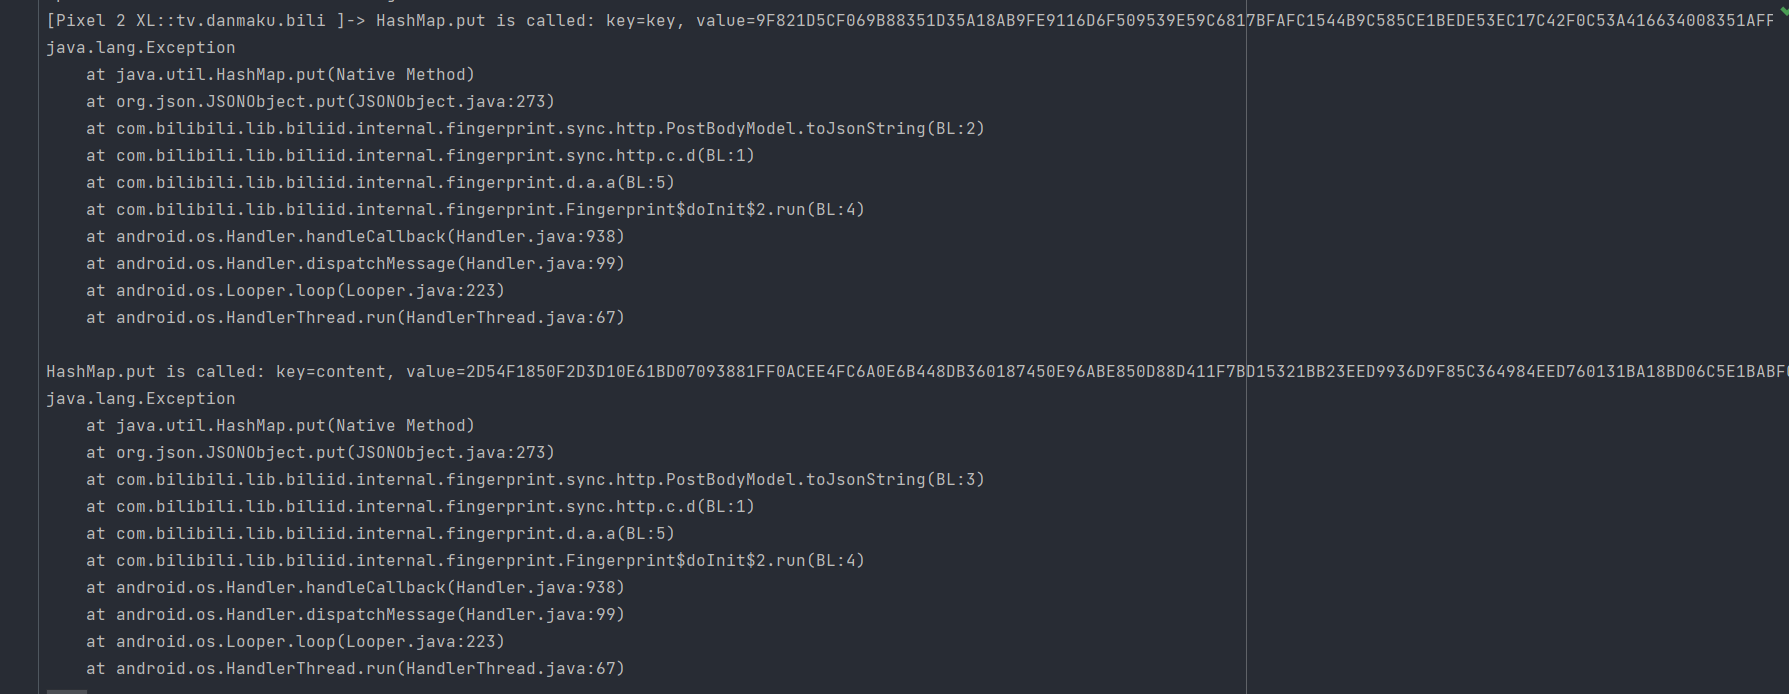 [Pixel 2 XL::tv.danmaku.bili ]-> HashMap.put is called: key=key, value=9F821D5CF069B88351D35A18AB9FE9116D6F509539E59C6817BFAFC1544B9C585CE1BEDE53EC17C42F0C53A416634008351AFF
java.lang.Exception
    at java.util.HashMap.put(Native Method)
    at org.json.JSONObject.put(JSONObject.java:273)
    at com.bilibili.lib.biliid.internal.fingerprint.sync.http.PostBodyModel.toJsonString(BL:2)
    at com.bilibili.lib.biliid.internal.fingerprint.sync.http.c.d(BL:1)
    at com.bilibili.lib.biliid.internal.fingerprint.d.a.a(BL:5)
    at com.bilibili.lib.biliid.internal.fingerprint.Fingerprint$doInit$2.run(BL:4)
    at android.os.Handler.handleCallback(Handler.java:938)
    at android.os.Handler.dispatchMessage(Handler.java:99)
    at android.os.Looper.loop(Looper.java:223)
    at android.os.HandlerThread.run(HandlerThread.java:67)
HashMap.put is called: key=content, value=2D54F1850F2D3D10E61BD07093881FF0ACEE4FC6A0E6B448DB360187450E96ABE850D88D411F7BD15321BB23EED9936D9F85C364984EED760131BA18BD06C5E1BABF
java.lang.Exception
    at java.util.HashMap.put(Native Method)
    at org.json.JSONObject.put(JSONObject.java:273)
    at com.bilibili.lib.biliid.internal.fingerprint.sync.http.PostBodyModel.toJsonString(BL:3)
    at com.bilibili.lib.biliid.internal.fingerprint.sync.http.c.d(BL:1)
    at com.bilibili.lib.biliid.internal.fingerprint.d.a.a(BL:5)
    at com.bilibili.lib.biliid.internal.fingerprint.Fingerprint$doInit$2.run(BL:4)
    at android.os.Handler.handleCallback(Handler.java:938)
    at android.os.Handler.dispatchMessage(Handler.java:99)
    at android.os.Looper.loop(Looper.java:223)
    at android.os.HandlerThread.run(HandlerThread.java:67)